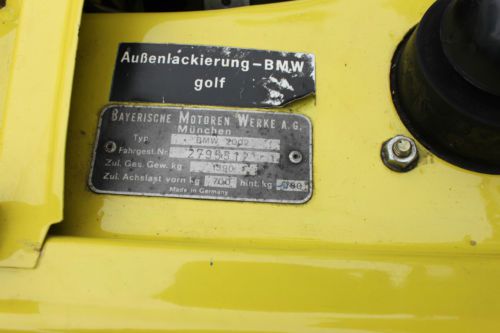 Außenlackierung-BMW
golf
BAYERISCHE MOTOREN WERKE A.G.
München
Typ BMW 2002
Fahrgest.Nr.
Zul. Ges. Gew. kg 1390
Zul. Achslast vorn kg 700 hint. kg 780
Made in Germany